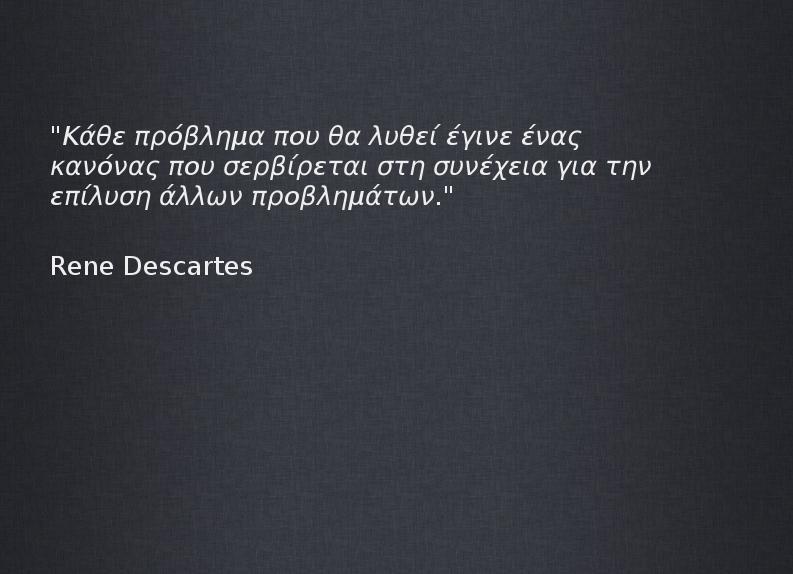 "Κάθε πρόβλημα που θα λυθεί έγινε ένας
κανόνας που σερβίρεται στη συνέχεια για την
επίλυση άλλων προβλημάτων."
Rene Descartes